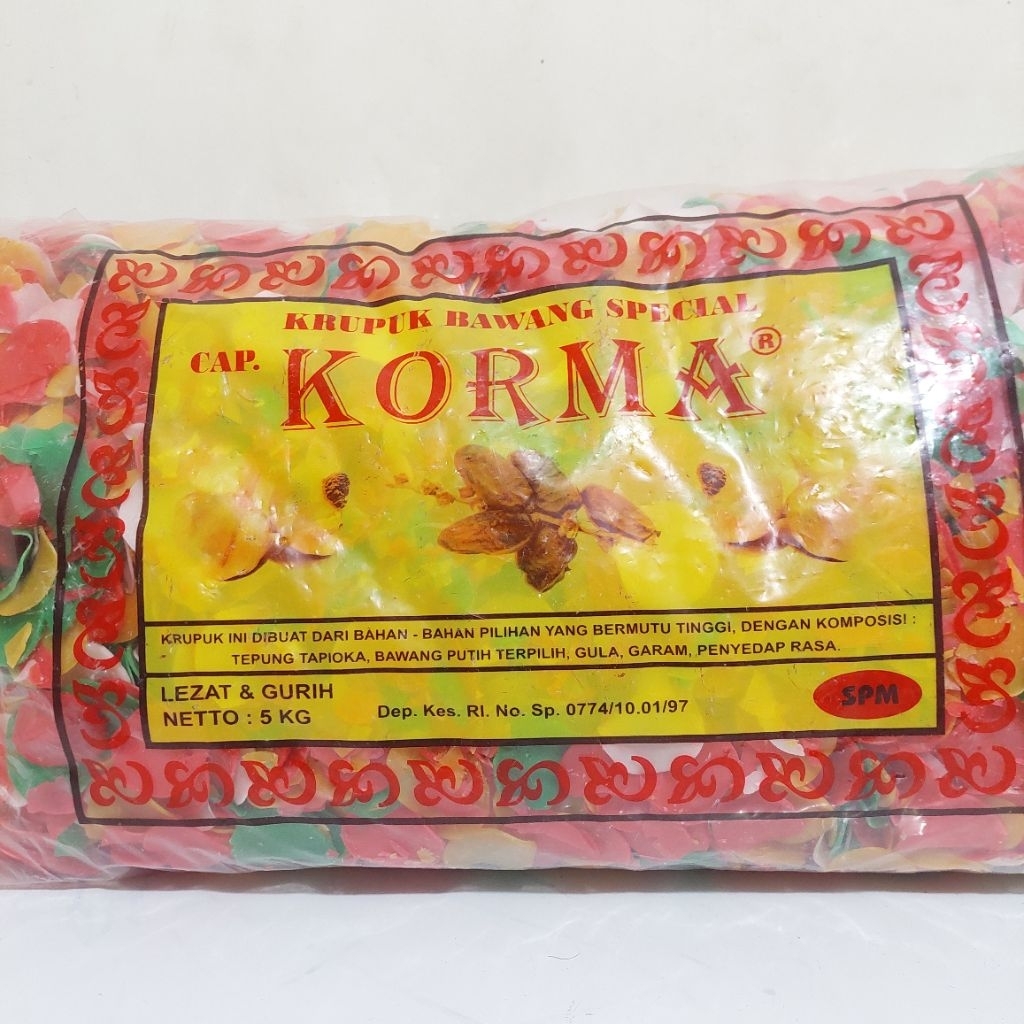 KRUPUK BAWANG SPECIAL
CAP. KORMA ®
KRUPUK INI DIBUAT DARI BAHAN - BAHAN PILIHAN YANG BERMUTU TINGGI, DENGAN KOMPOSISI :
TEPUNG TAPIOKA, BAWANG PUTIH TERPILIH, GULA, GARAM, PENYEDAP RASA.
LEZAT & GURIH
NETTO : 5 KG
Dep. Kes. RI. No. Sp. 0774/10.01/97
SPM